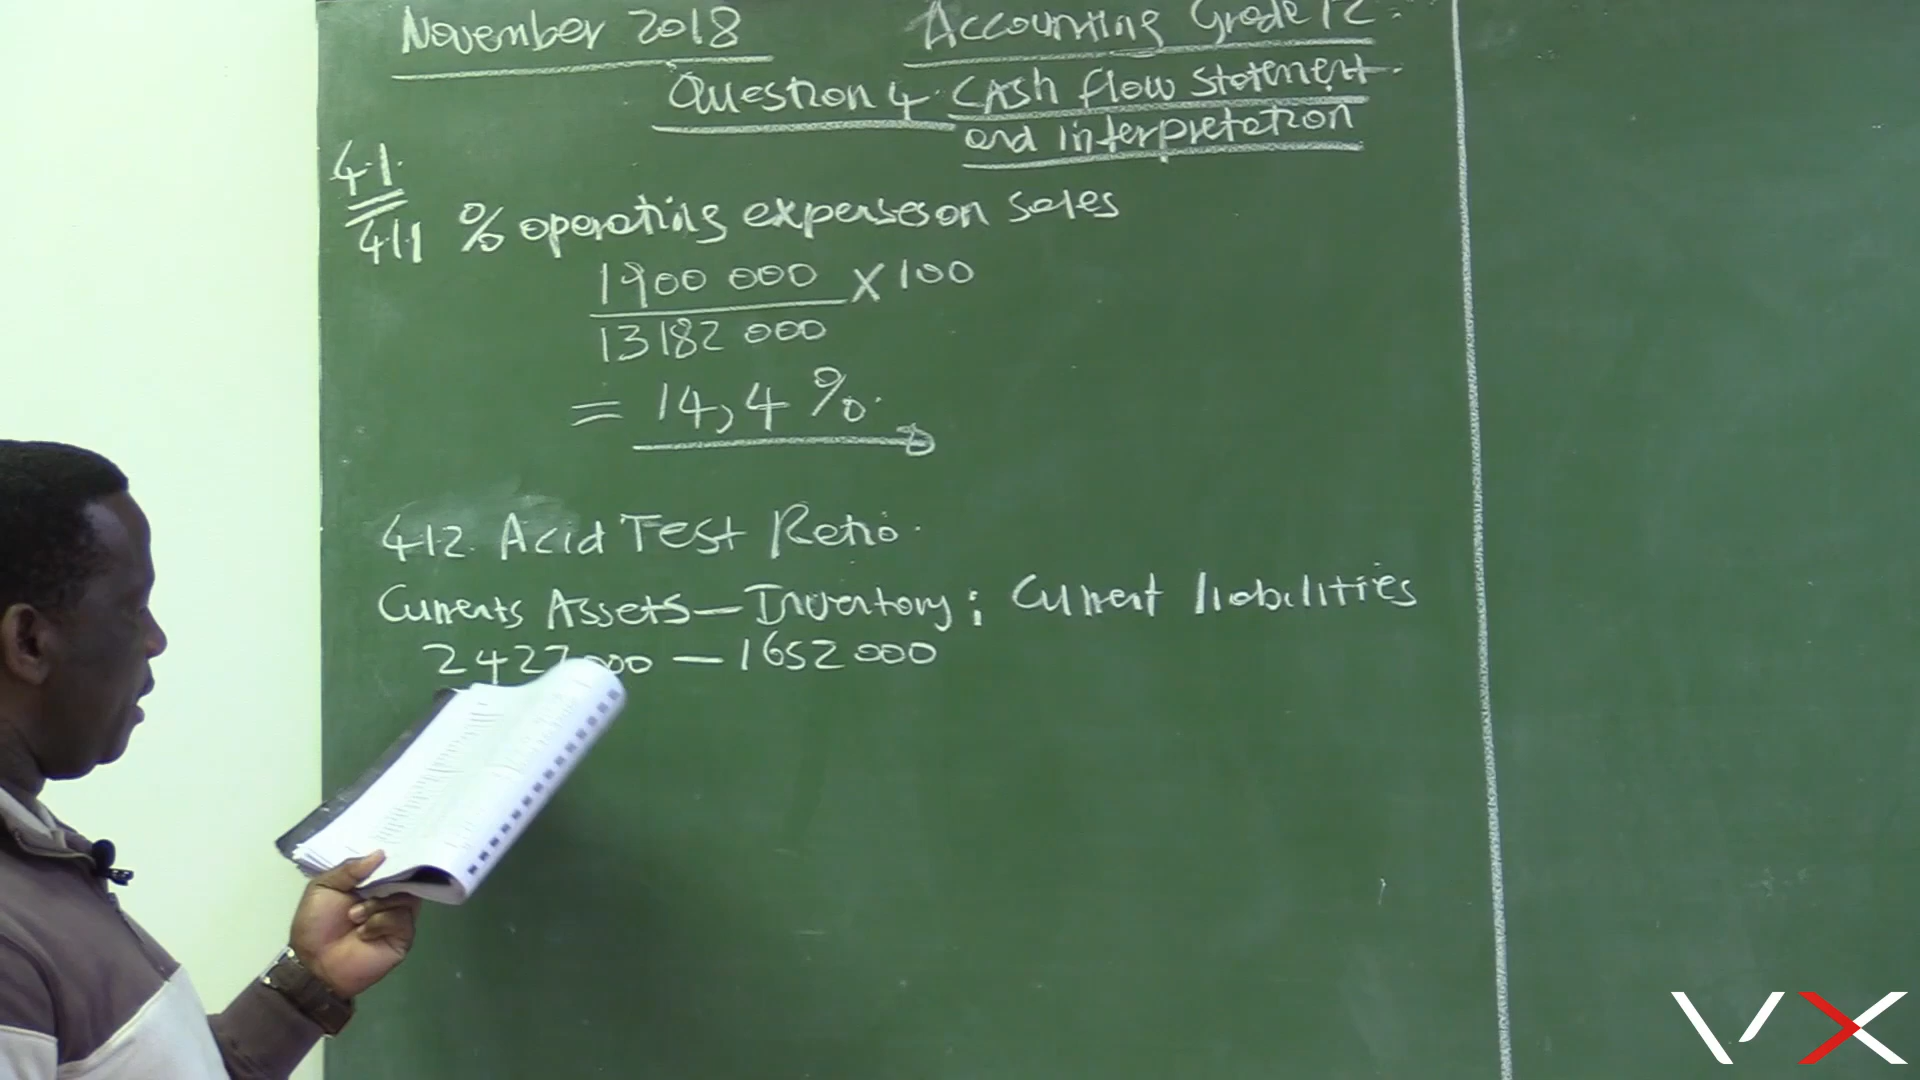 November 2018 Accounting Grade 12.
Question 4. Cash flow statement.
and interpretation
4.1.
4.1.1 % operating expenses on sales
1900 000 X 100
13182 000
= 14,4 %.
4.1.2. Acid Test Ratio.
Currents Assets – Inventory : Current liabilities
2427000 – 1652 000
VX